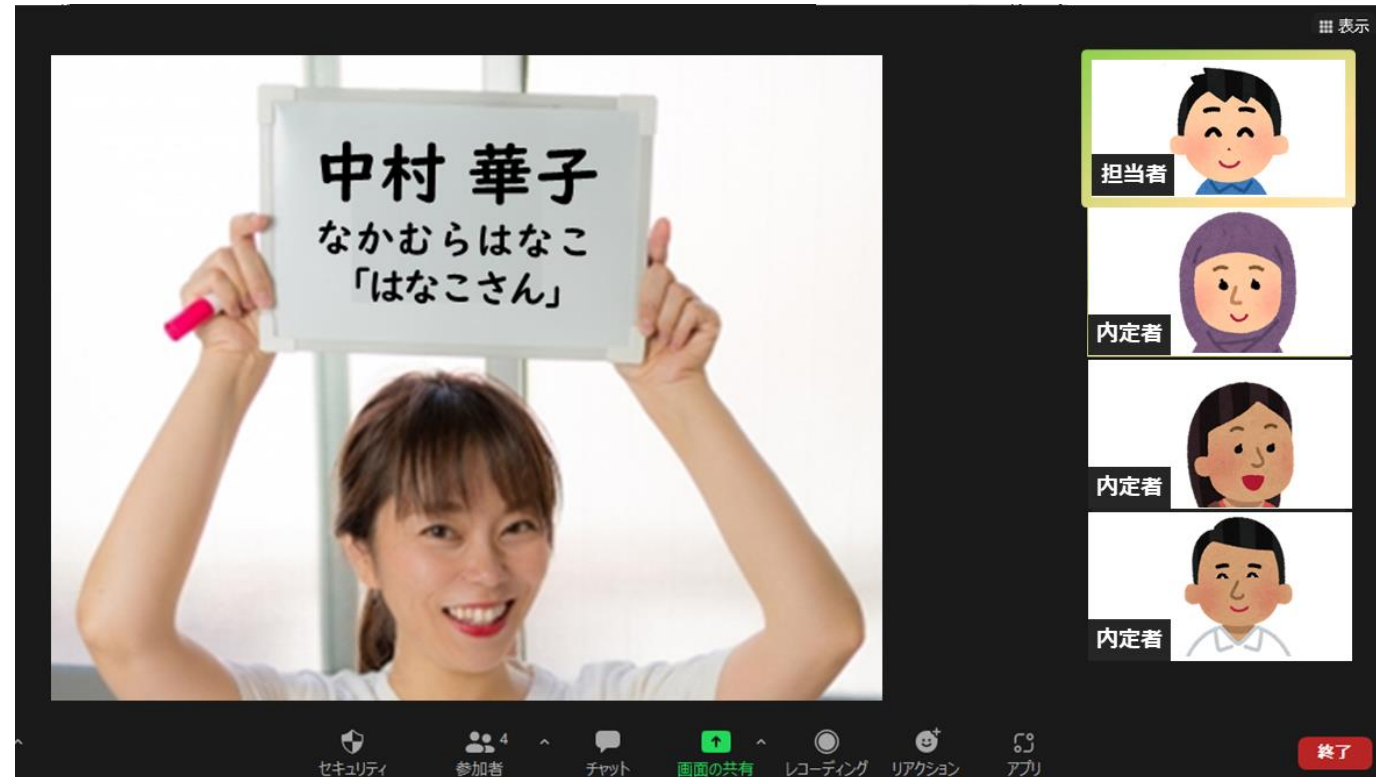 表示
中村 華子
なかむらはなこ
「はなこさん」
担当者
内定者
内定者
内定者
セキュリティ
参加者
4
チャット
画面の共有
レコーディング
リアクション
アプリ
終了